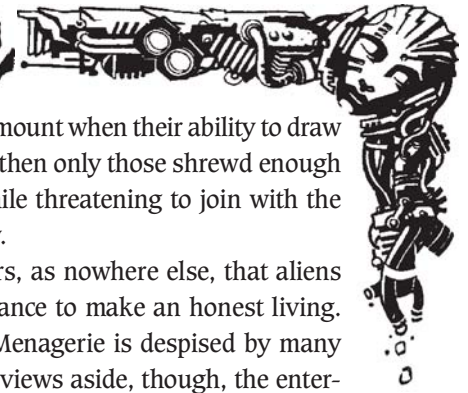 mount when their ability to draw
then only those shrewd enough
ile threatening to join with the
.
rs, as nowhere else, that aliens
ance to make an honest living.
Menagerie is despised by many
views aside, though, the enter-